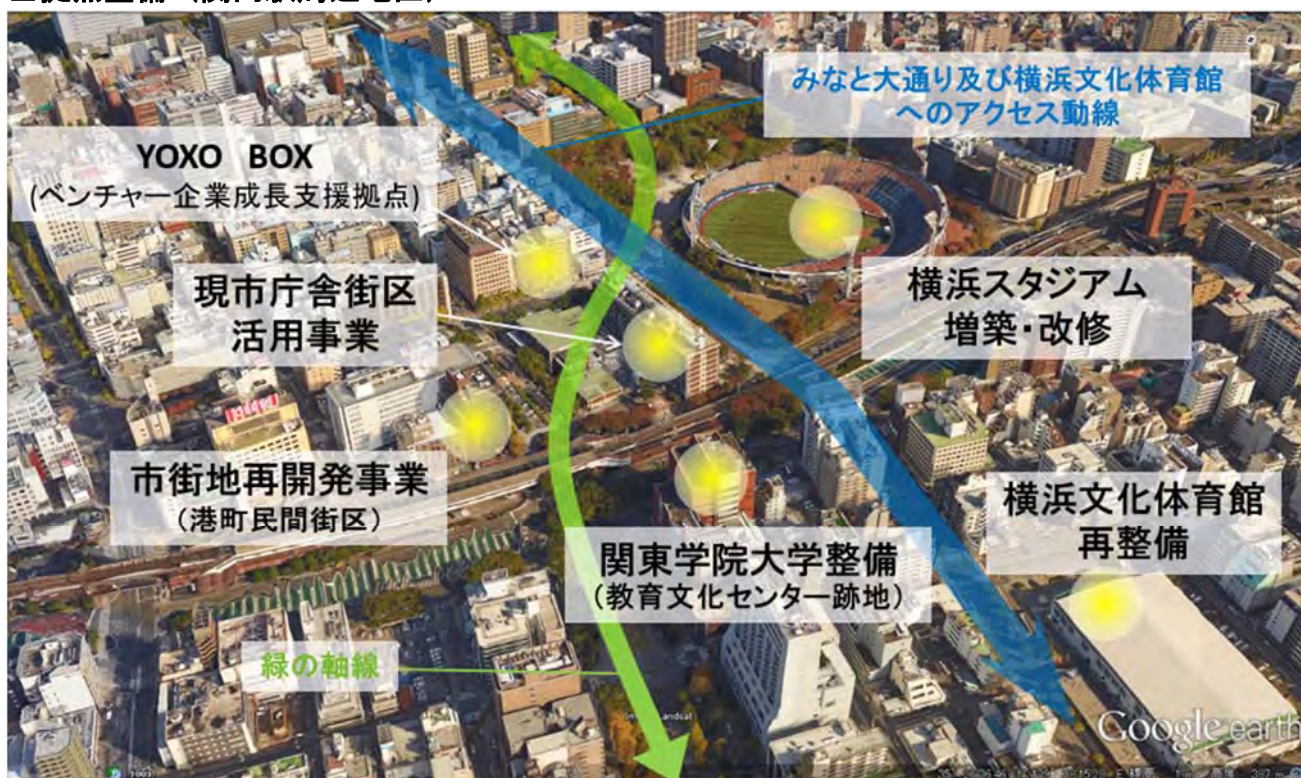 みなと大通り及び横浜文化体育館
へのアクセス動線
YOXO BOX
(ベンチャー企業成長支援拠点)
現市庁舎街区
活用事業
横浜スタジアム
増築・改修
市街地再開発事業
(港町民間街区)
関東学院大学整備
(教育文化センター跡地)
横浜文化体育館
再整備
緑の軸線
Google earth